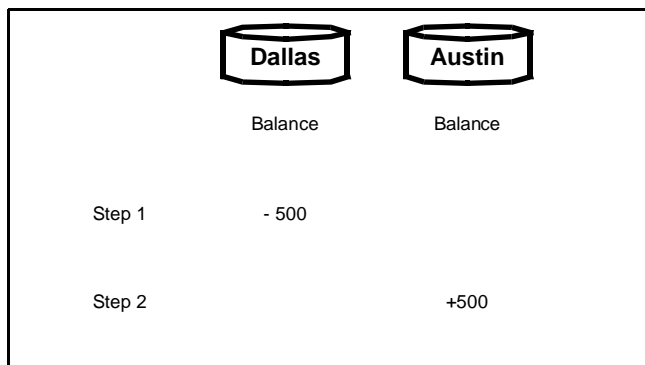 Dallas Austin
Balance Balance
Step 1 - 500
Step 2 +500